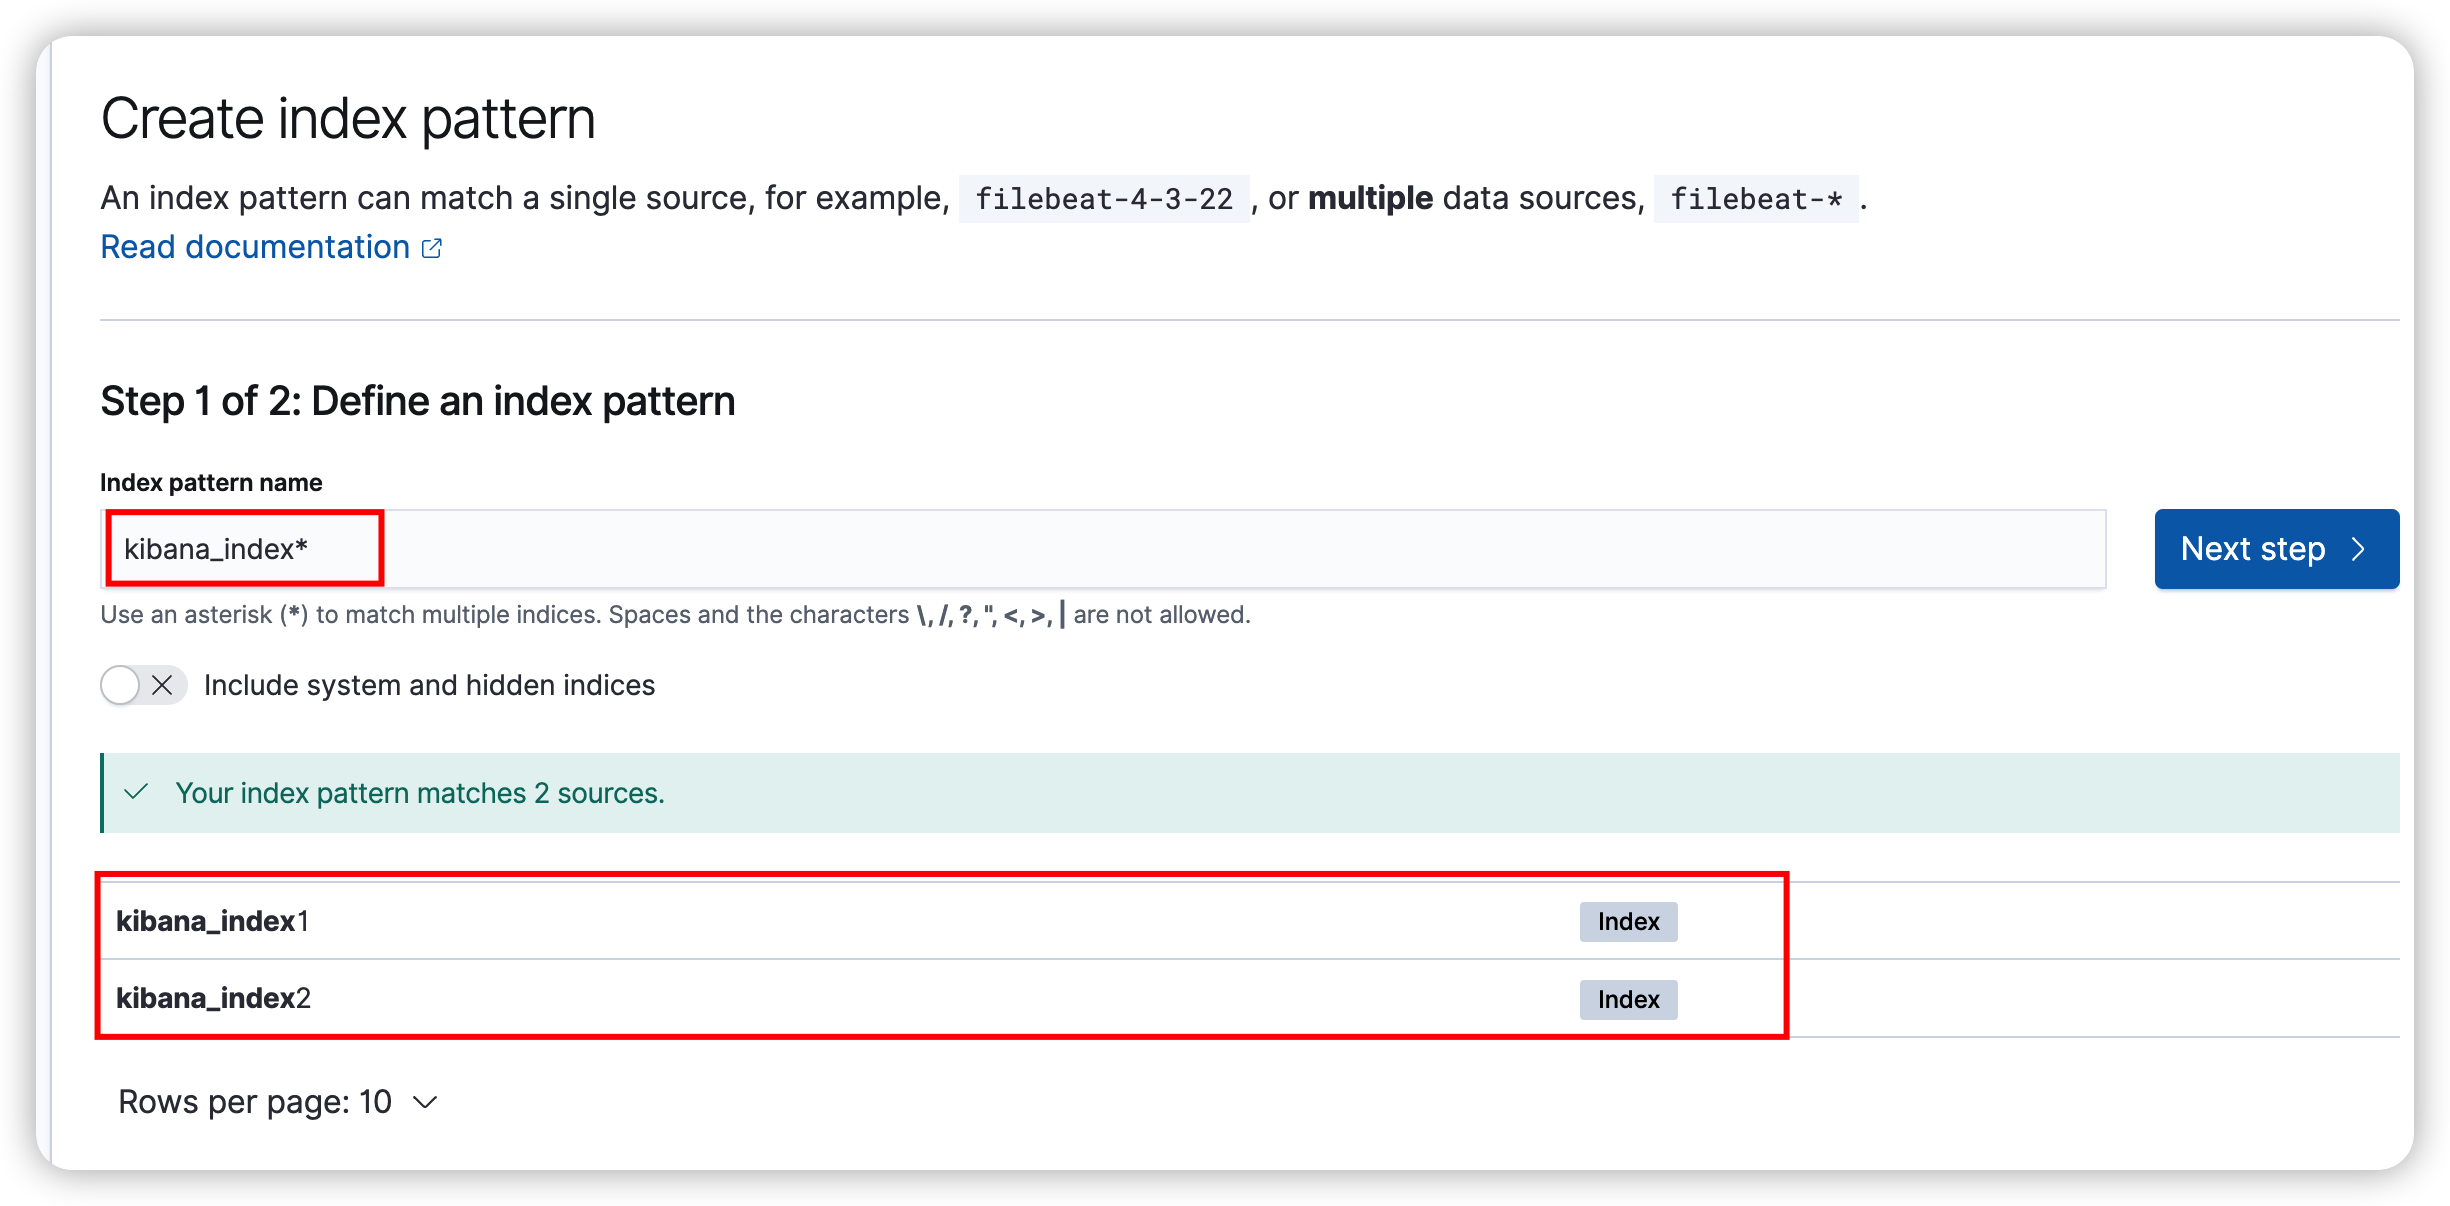 Create index pattern
An index pattern can match a single source, for example, filebeat-4-3-22 , or multiple data sources, filebeat-* .
Read documentation
Step 1 of 2: Define an index pattern
Index pattern name
kibana_index*
Next step
Use an asterisk (*) to match multiple indices. Spaces and the characters \, /, ?, ", <, >, | are not allowed.
Include system and hidden indices
Your index pattern matches 2 sources.
kibana_index1 Index
kibana_index2 Index
Rows per page: 10